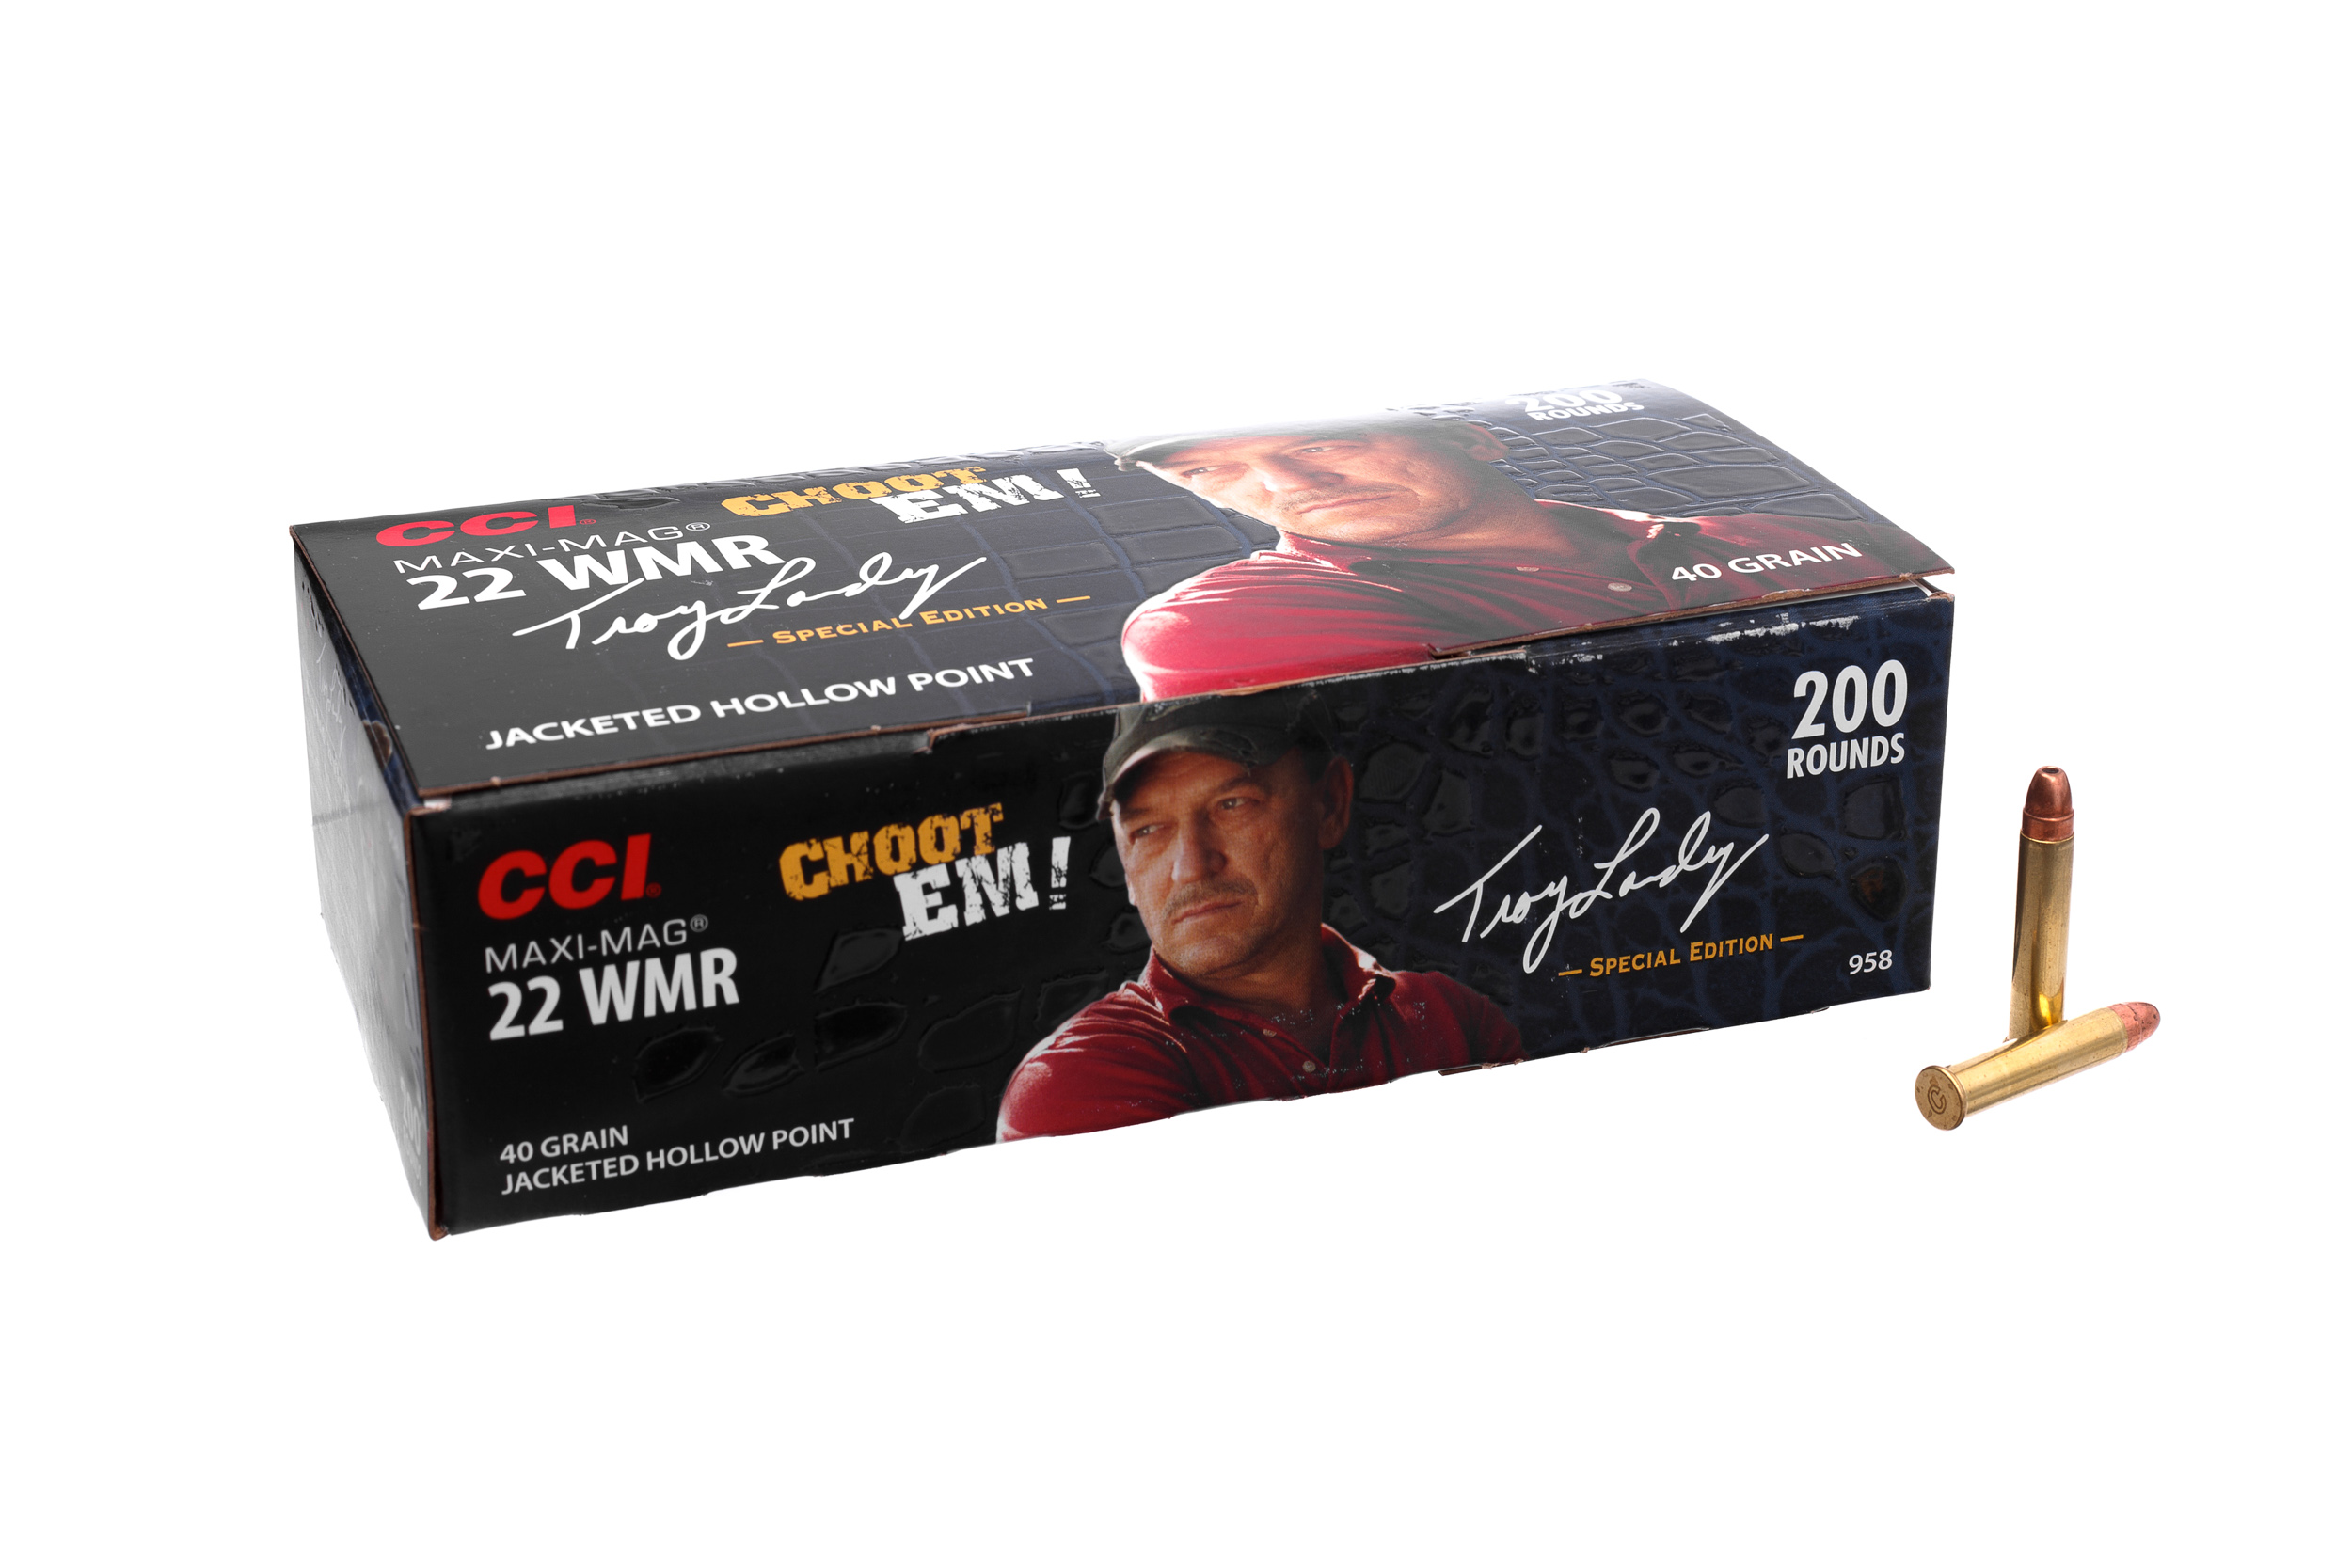 CCI®
MAXI-MAG®
22 WMR
CHOOT
EM!
Troy Landry
— SPECIAL EDITION —
JACKETED HOLLOW POINT
200
ROUNDS
40 GRAIN
CCI®
MAXI-MAG®
22 WMR
CHOOT
EM!
40 GRAIN
JACKETED HOLLOW POINT
200
ROUNDS
Troy Landry
— SPECIAL EDITION —
958
C